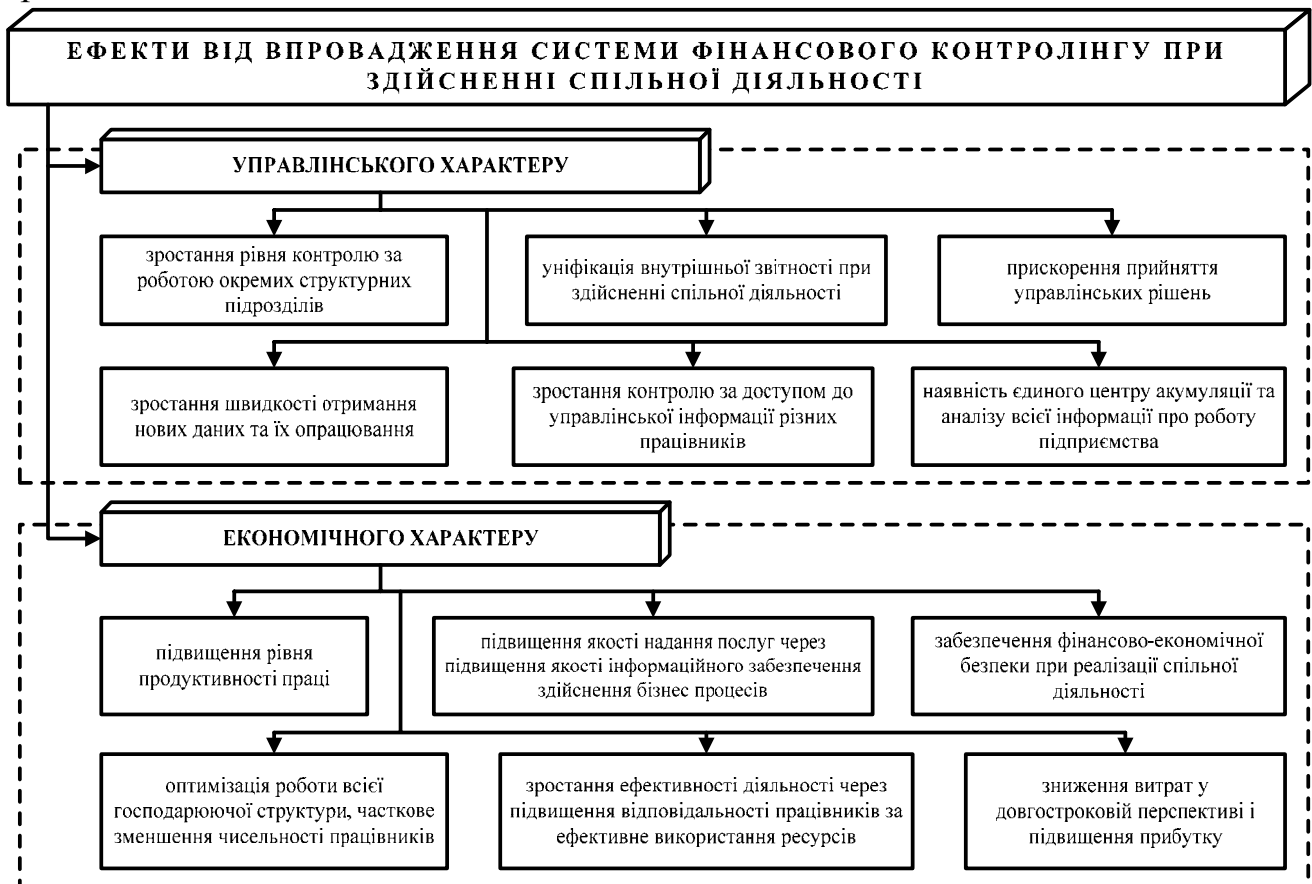 ЕФЕКТИ ВІД ВПРОВАДЖЕННЯ СИСТЕМИ ФІНАНСОВОГО КОНТРОЛІНГУ ПРИ
ЗДІЙСНЕННІ СПІЛЬНОЇ ДІЯЛЬНОСТІ
УПРАВЛІНСЬКОГО ХАРАКТЕРУ
зростання рівня контролю за
роботою окремих структурних
підрозділів
уніфікація внутрішньої звітності при
здійсненні спільної діяльності
прискорення прийняття
управлінських рішень
зростання швидкості отримання
нових даних та їх опрацювання
зростання контролю за доступом до
управлінської інформації різних
працівників
наявність єдиного центру акумуляції та
аналізу всієї інформації про роботу
підприємства
ЕКОНОМІЧНОГО ХАРАКТЕРУ
підвищення рівня
продуктивності праці
підвищення якості надання послуг через
підвищення якості інформаційного забезпечення
здійснення бізнес процесів
забезпечення фінансово-економічної
безпеки при реалізації спільної
діяльності
оптимізація роботи всієї
господарюючої структури, часткове
зменшення чисельності працівників
зростання ефективності діяльності через
підвищення відповідальності працівників за
ефективне використання ресурсів
зниження витрат у
довгостроковій перспективі і
підвищення прибутку